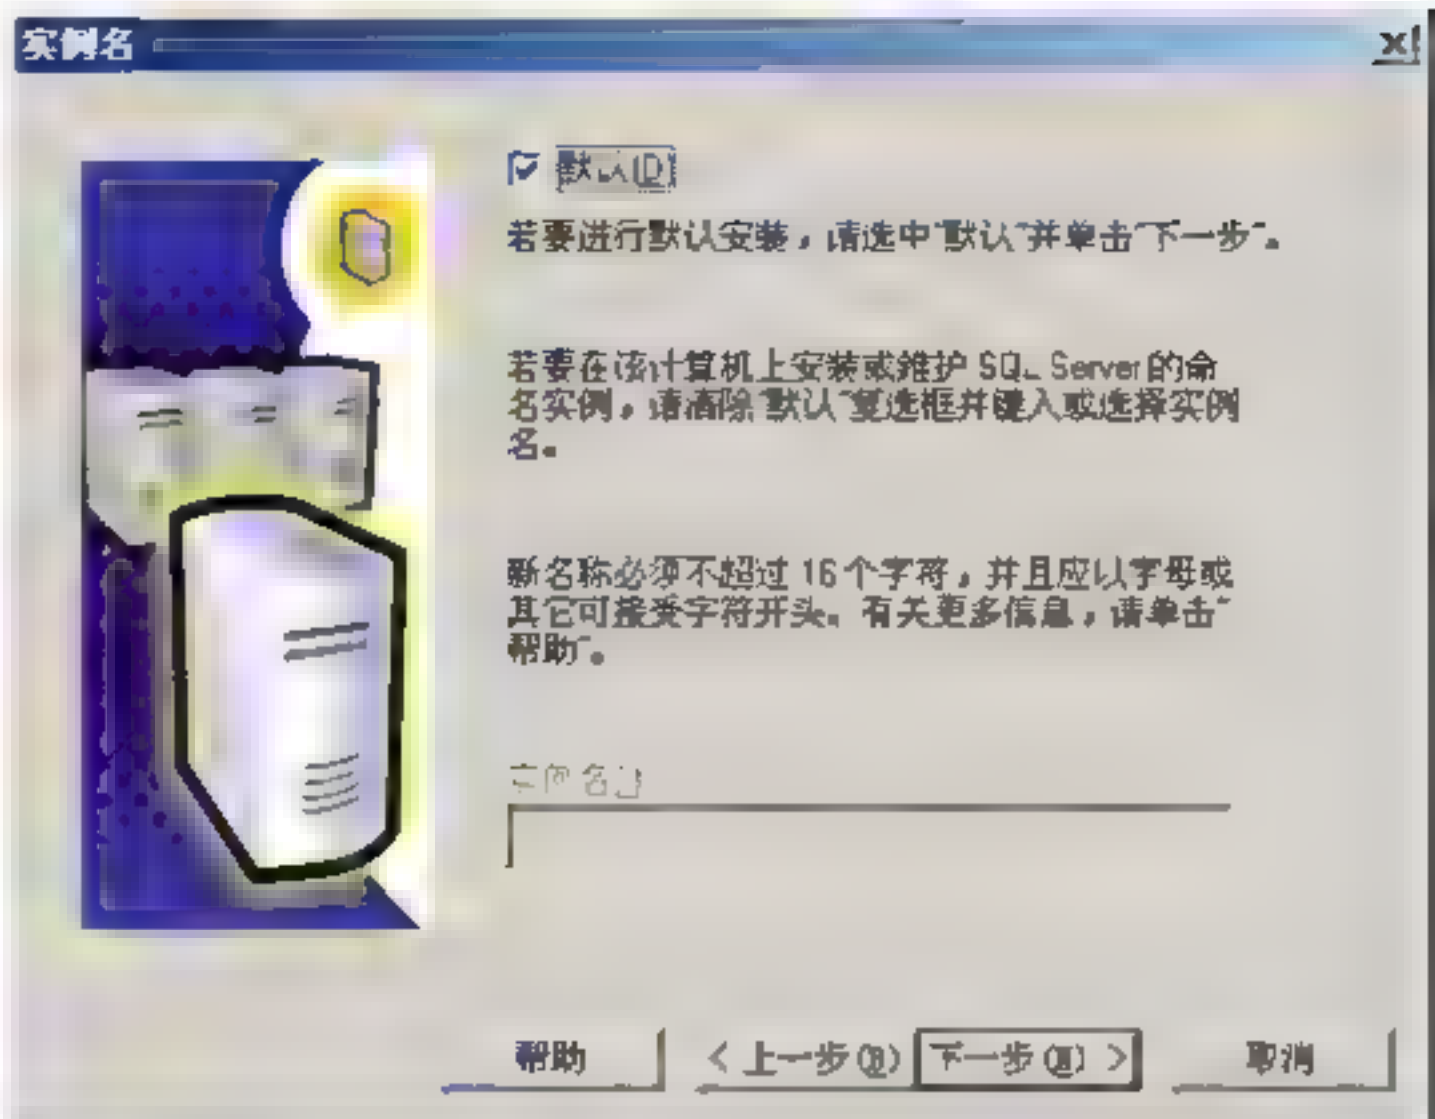 实例名
默认(D)
若要进行默认安装，请选中"默认"并单击"下一步"。
若要在该计算机上安装或维护 SQL Server 的命
名实例，请清除"默认"复选框并键入或选择实例
名。
新名称必须不超过 16 个字符，并且应以字母或
其它可接受字符开头。有关更多信息，请单击"
帮助"。
实例名
帮助
< 上一步(B)
下一步(N) >
取消